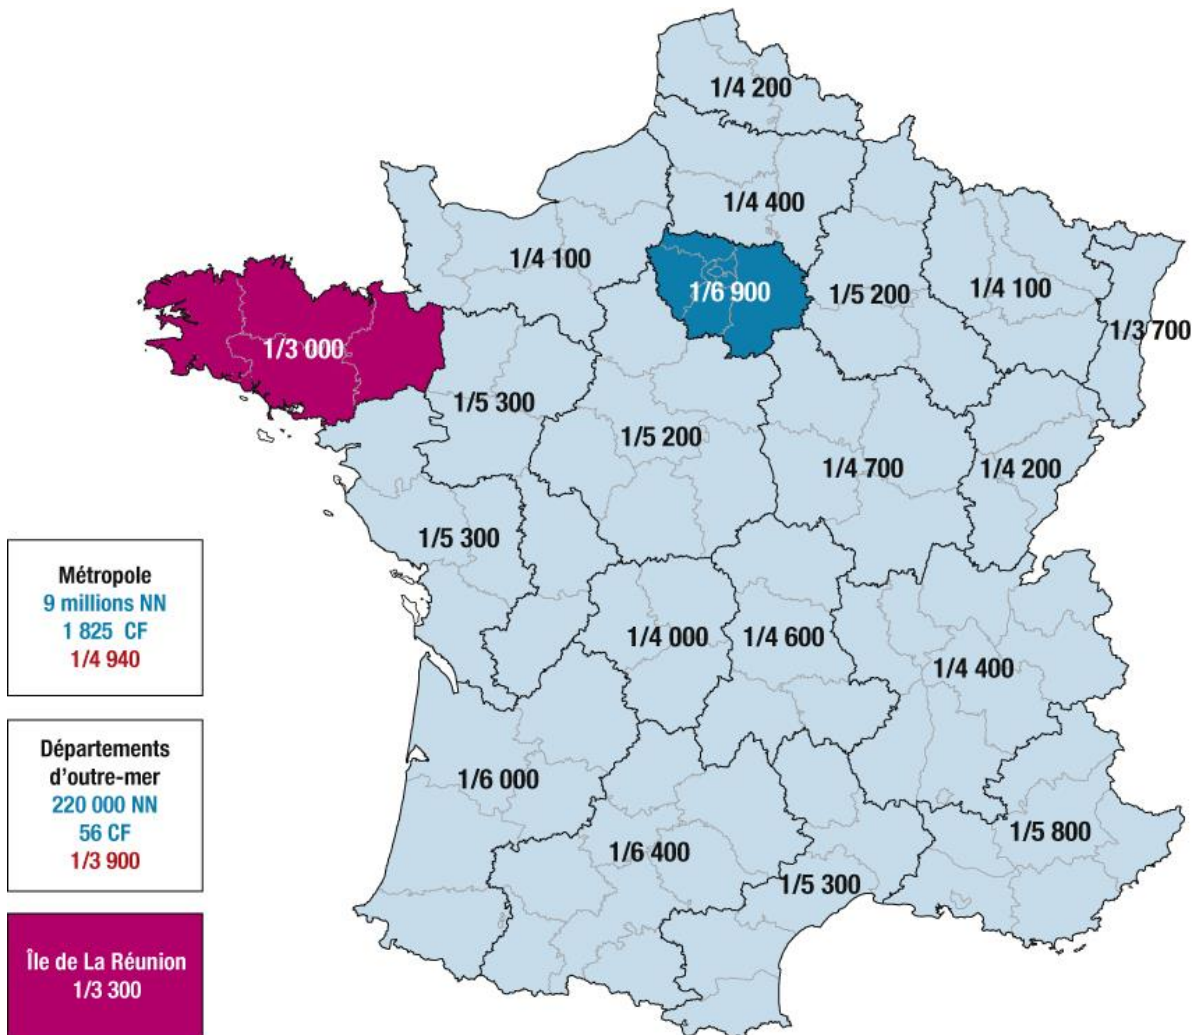 1/4 200
1/4 400
1/4 100
1/6 900
1/5 200
1/4 100
1/3 700
1/3 000
1/5 300
1/5 200
1/4 700
1/4 200
1/5 300
1/4 000
1/4 600
1/4 400
1/6 000
1/6 400
1/5 800
1/5 300
Métropole
9 millions NN
1 825 CF
1/4 940
Départements
d'outre-mer
220 000 NN
56 CF
1/3 900
Île de La Réunion
1/3 300